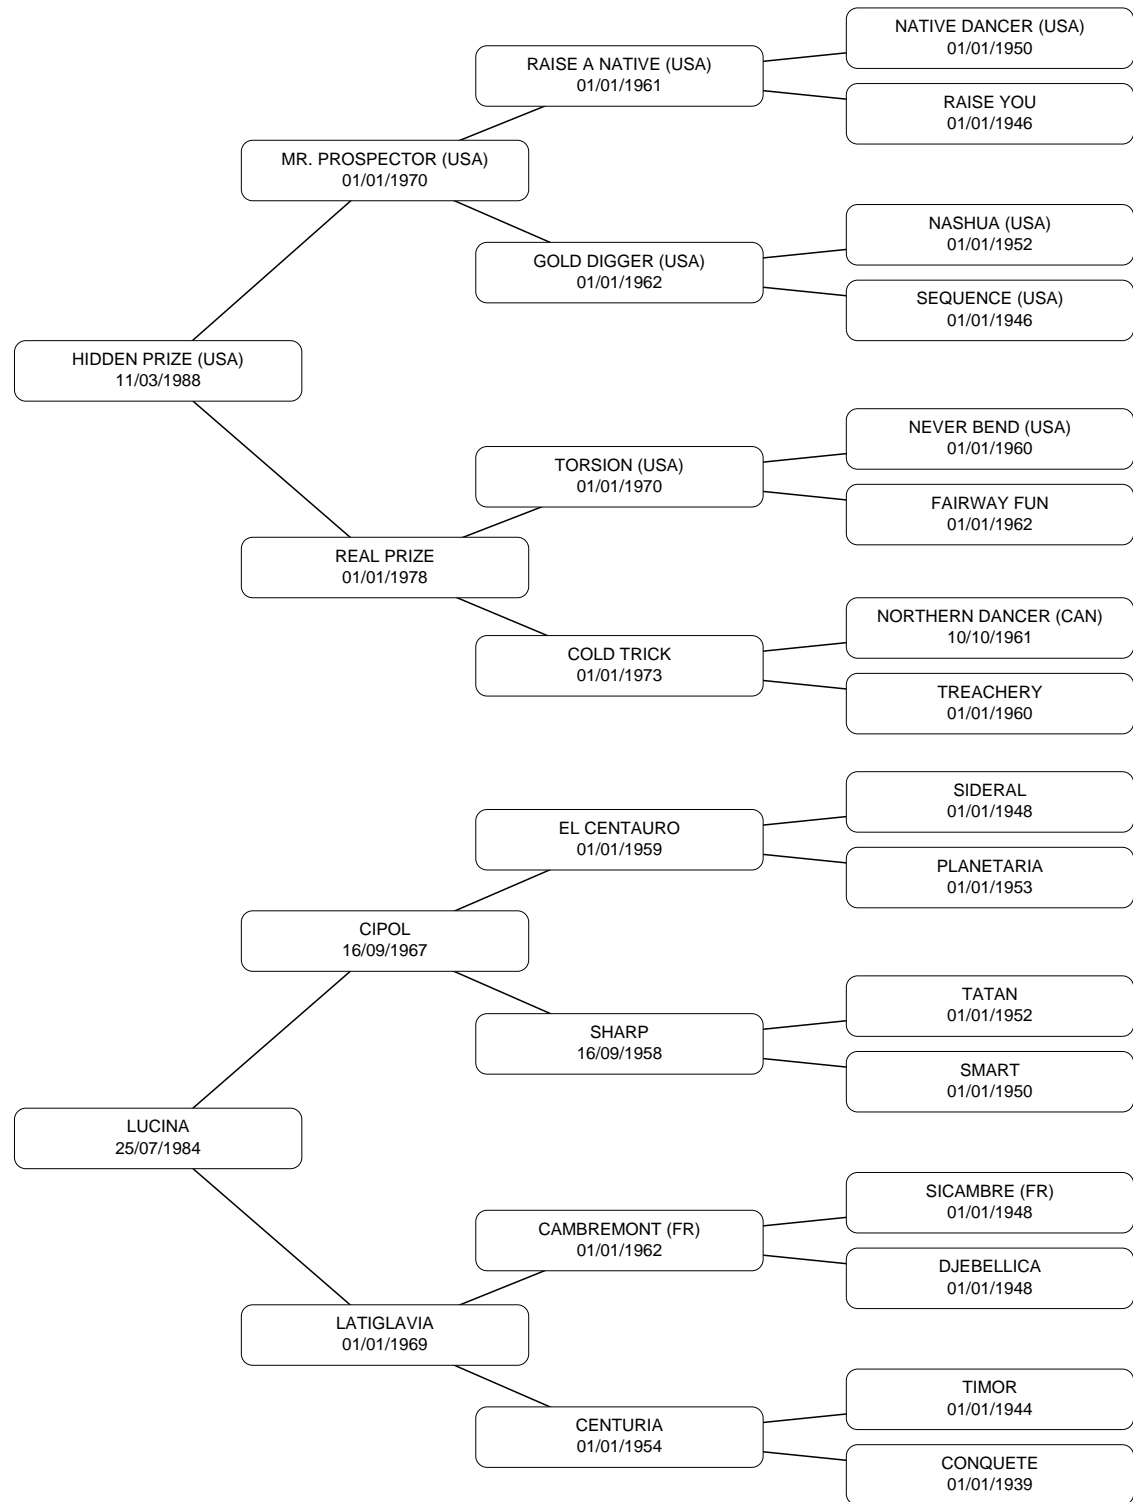 NATIVE DANCER (USA)
01/01/1950
RAISE A NATIVE (USA)
01/01/1961
RAISE YOU
01/01/1946
MR. PROSPECTOR (USA)
01/01/1970
NASHUA (USA)
01/01/1952
GOLD DIGGER (USA)
01/01/1962
SEQUENCE (USA)
01/01/1946
HIDDEN PRIZE (USA)
11/03/1988
NEVER BEND (USA)
01/01/1960
TORSION (USA)
01/01/1970
FAIRWAY FUN
01/01/1962
REAL PRIZE
01/01/1978
NORTHERN DANCER (CAN)
10/10/1961
COLD TRICK
01/01/1973
TREACHERY
01/01/1960
SIDERAL
01/01/1948
EL CENTAURO
01/01/1959
PLANETARIA
01/01/1953
CIPOL
16/09/1967
TATAN
01/01/1952
SHARP
16/09/1958
SMART
01/01/1950
LUCINA
25/07/1984
SICAMBRE (FR)
01/01/1948
CAMBREMONT (FR)
01/01/1962
DJEBELLICA
01/01/1948
LATIGLAVIA
01/01/1969
TIMOR
01/01/1944
CENTURIA
01/01/1954
CONQUETE
01/01/1939